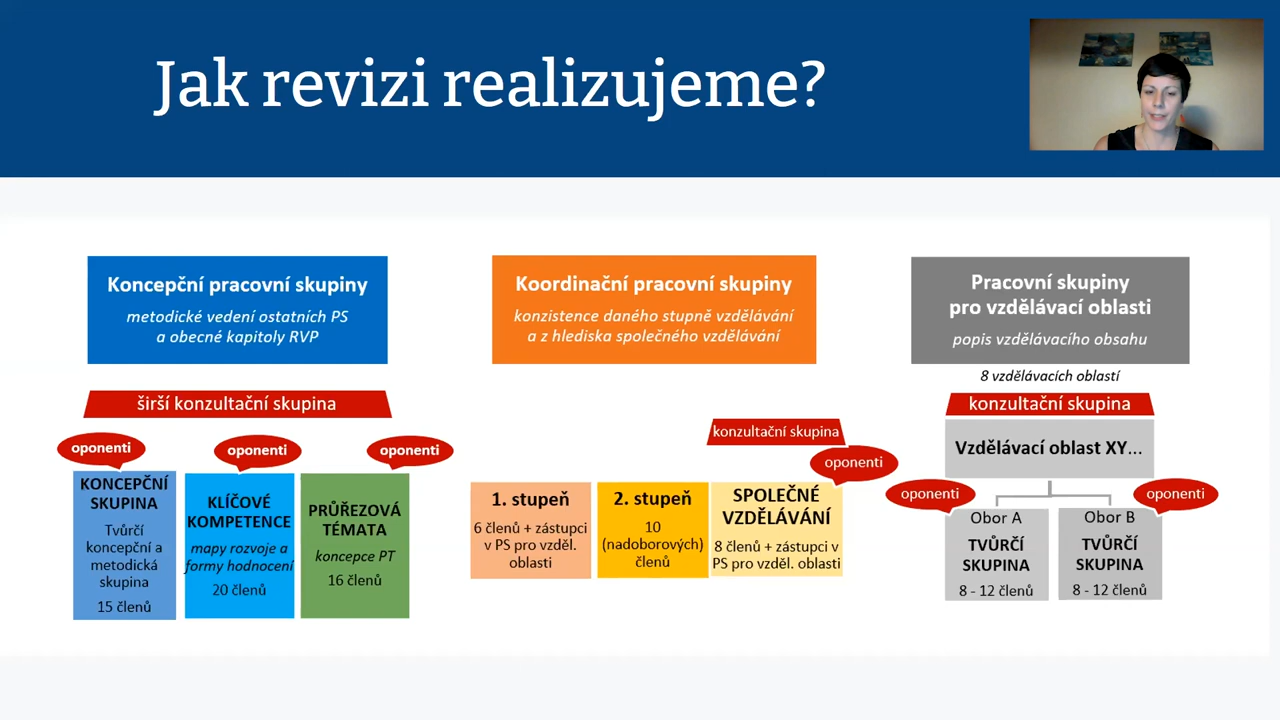 Jak revizi realizujeme?
Koncepční pracovní skupiny
metodické vedení ostatních PS
a obecné kapitoly RVP
širší konzultační skupina
oponenti
oponenti
oponenti
KONCEPČNÍ
SKUPINA
Tvůrčí
koncepční a
metodická
skupina
15 členů
KLÍČOVÉ
KOMPETENCE
mapy rozvoje a
formy hodnocení
20 členů
PRŮŘEZOVÁ
TÉMATA
koncepce PT
16 členů
Koordinační pracovní skupiny
konzistence daného stupně vzdělávání
a z hlediska společného vzdělávání
konzultační skupina
oponenti
1. stupeň
6 členů + zástupci
v PS pro vzděl.
oblasti
2. stupeň
10
(nadoborových)
členů
SPOLEČNÉ
VZDĚLÁVÁNÍ
8 členů + zástupci v
PS pro vzděl. oblasti
Pracovní skupiny
pro vzdělávací oblasti
popis vzdělávacího obsahu
8 vzdělávacích oblastí
konzultační skupina
Vzdělávací oblast XY...
oponenti
oponenti
Obor A
TVŮRČÍ
SKUPINA
8 - 12 členů
Obor B
TVŮRČÍ
SKUPINA
8 - 12 členů